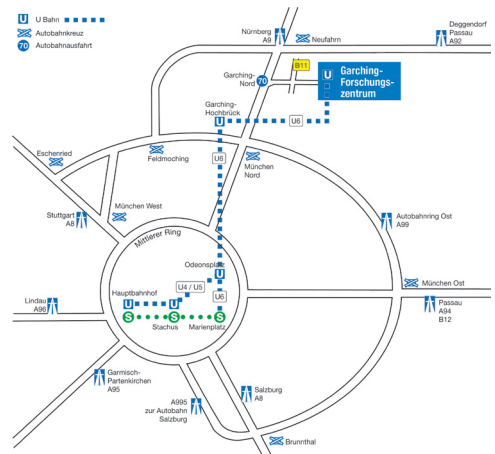 U U Bahn
Autobahnkreuz
70 Autobahnausfahrt
Nürnberg
A9
Neufahrn
Deggendorf
Passau
A92
B11
Garching-
Nord
70
U
Garching-
Forschungs-
zentrum
Garching-
Hochbrück
U
U6
U6
Eschenried
Feldmoching
München
Nord
München West
Stuttgart
A8
Mittlerer Ring
Autobahnring Ost
A99
Odeonsplatz
U
U4 / U5
München Ost
Hauptbahnhof
U
U
U6
Lindau
A96
S
S
S
Stachus
Marienplatz
Passau
A94
B12
Garmisch-
Partenkirchen
A95
A995
zur Autobahn
Salzburg
Salzburg
A8
Brunnthal